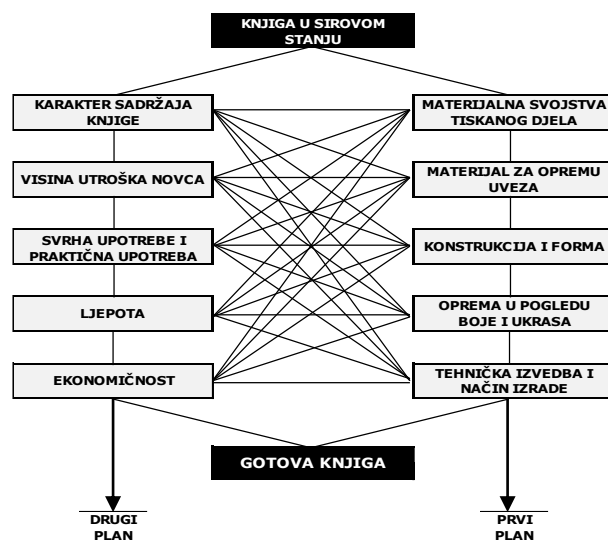 KNJIGA U SIROVOM
STANJU
KARAKTER SADRŽAJA
KNJIGE
MATERIJALNA SVOJSTVA
TISKANOG DJELA
VISINA UTROŠKA NOVCA
MATERIJAL ZA OPREMU
UVEZA
SVRHA UPOTREBE I
PRAKTIČNA UPOTREBA
KONSTRUKCIJA I FORMA
LJEPOTA
OPREMA U POGLEDU
BOJE I UKRASA
EKONOMIČNOST
TEHNIČKA IZVEDBA I
NAČIN IZRADE
GOTOVA KNJIGA
DRUGI
PLAN
PRVI
PLAN